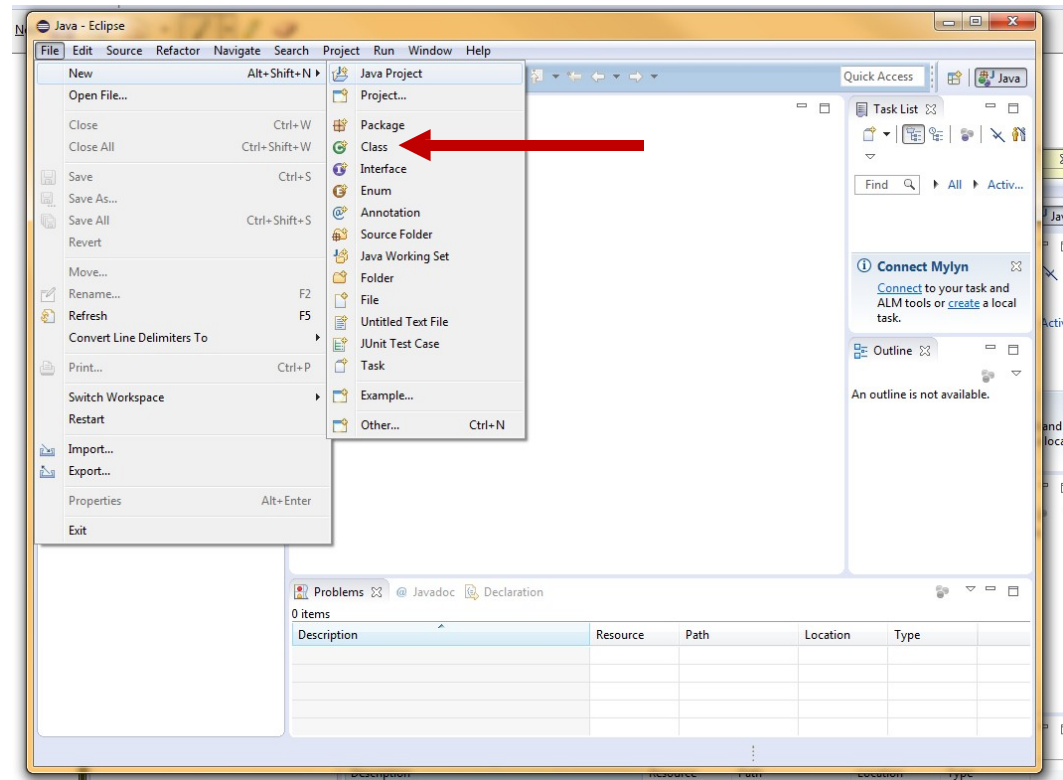 Java - Eclipse
File Edit Source Refactor Navigate Search Project Run Window Help
New Alt+Shift+N
Open File...
Close Ctrl+W
Close All Ctrl+Shift+W
Save Ctrl+S
Save As...
Save All Ctrl+Shift+S
Revert
Move...
Rename... F2
Refresh F5
Convert Line Delimiters To
Print... Ctrl+P
Switch Workspace
Restart
Import...
Export...
Properties Alt+Enter
Exit
Java Project
Project...
Package
Class
Interface
Enum
Annotation
Source Folder
Java Working Set
Folder
File
Untitled Text File
JUnit Test Case
Task
Example...
Other... Ctrl+N
Quick Access Java
Task List
Find All Activ...
Connect Mylyn
Connect to your task and
ALM tools or create a local
task.
Outline
An outline is not available.
Problems @ Javadoc Declaration
0 items
Description Resource Path Location Type
Description Resource Path Location Type